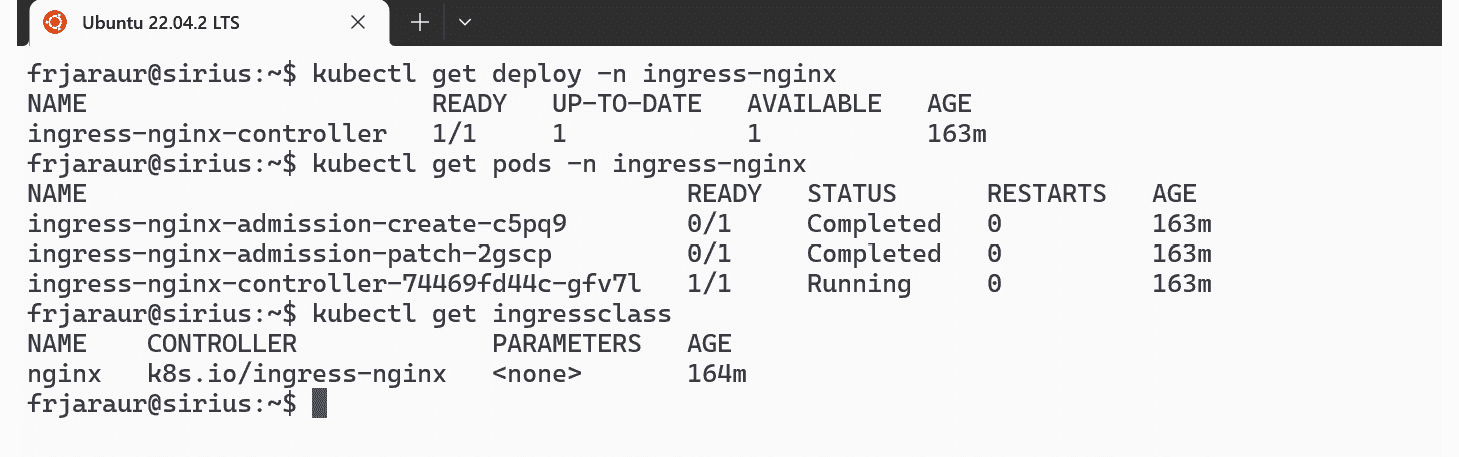 Ubuntu 22.04.2 LTS
frjaraur@sirius:~$ kubectl get deploy -n ingress-nginx
NAME                       READY   UP-TO-DATE   AVAILABLE   AGE
ingress-nginx-controller   1/1     1            1           163m
frjaraur@sirius:~$ kubectl get pods -n ingress-nginx
NAME                                        READY   STATUS      RESTARTS   AGE
ingress-nginx-admission-create-c5pq9        0/1     Completed   0          163m
ingress-nginx-admission-patch-2gscp         0/1     Completed   0          163m
ingress-nginx-controller-74469fd44c-gfv7l   1/1     Running     0          163m
frjaraur@sirius:~$ kubectl get ingressclass
NAME    CONTROLLER             PARAMETERS   AGE
nginx   k8s.io/ingress-nginx   <none>       164m
frjaraur@sirius:~$